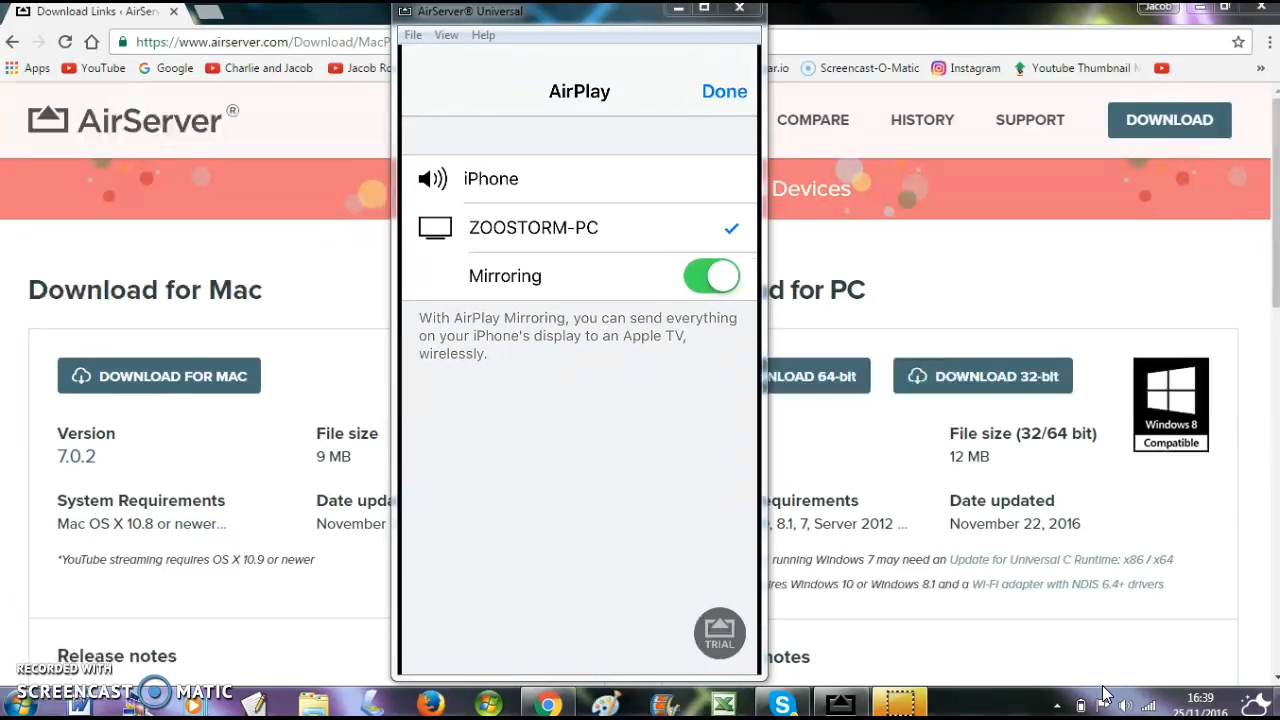 Download Links ‹ AirServer
AirServer® Universal
Jacob
https://www.airserver.com/Download/MacP
File View Help
Apps YouTube Google Charlie and Jacob Jacob Ro
ar.io Screencast-O-Matic Instagram Youtube Thumbnail M
»
AirServer®
COMPARE HISTORY SUPPORT DOWNLOAD
AirPlay Done
iPhone
ZOOSTORM-PC
Mirroring
With AirPlay Mirroring, you can send everything
on your iPhone's display to an Apple TV,
wirelessly.
TRIAL
Devices
Download for Mac
DOWNLOAD FOR MAC
Version File size
7.0.2 9 MB
System Requirements Date upda
Mac OS X 10.8 or newer... November
*YouTube streaming requires OS X 10.9 or newer
Release notes
d for PC
NLOAD 64-bit DOWNLOAD 32-bit
Windows 8
Compatible
File size (32/64 bit)
12 MB
equirements Date updated
, 8.1, 7, Server 2012 ... November 22, 2016
running Windows 7 may need an Update for Universal C Runtime: x86 / x64
ires Windows 10 or Windows 8.1 and a Wi-Fi adapter with NDIS 6.4+ drivers
notes
RECORDED WITH
SCREENCAST MATIC
16:39
25/11/2016